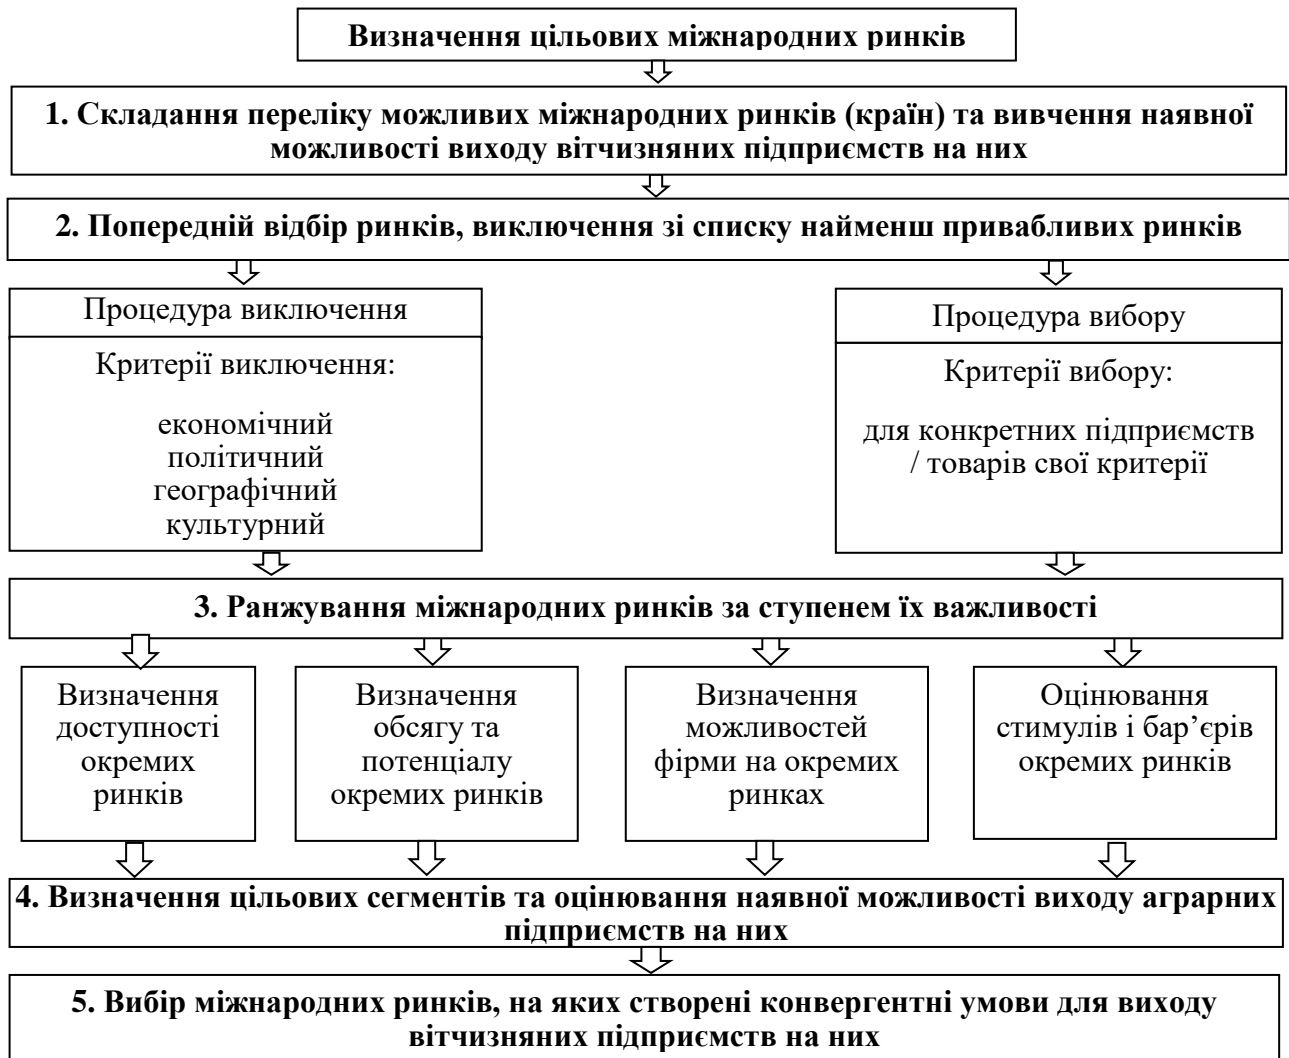 Визначення цільових міжнародних ринків
1. Складання переліку можливих міжнародних ринків (країн) та вивчення наявної
можливості виходу вітчизняних підприємств на них
2. Попередній відбір ринків, виключення зі списку найменш привабливих ринків
Процедура виключення
Критерії виключення:
економічний
політичний
географічний
культурний
Процедура вибору
Критерії вибору:
для конкретних підприємств
/ товарів свої критерії
3. Ранжування міжнародних ринків за ступенем їх важливості
Визначення
доступності
окремих
ринків
Визначення
обсягу та
потенціалу
окремих ринків
Визначення
можливостей
фірми на окремих
ринках
Оцінювання
стимулів і бар’єрів
окремих ринків
4. Визначення цільових сегментів та оцінювання наявної можливості виходу аграрних
підприємств на них
5. Вибір міжнародних ринків, на яких створені конвергентні умови для виходу
вітчизняних підприємств на них